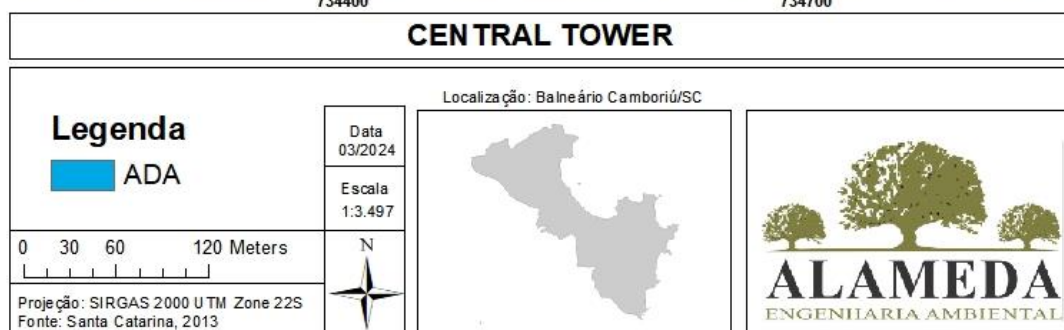 734400 734700
CENTRAL TOWER
Legenda
ADA
Data
03/2024
Escala
1:3.497
0 30 60 120 Meters
N
Projeção: SIRGAS 2000 UTM Zone 22S
Fonte: Santa Catarina, 2013
Localização: Balneário Camboriú/SC
ALAMEDA
ENGENHARIA AMBIENTAL